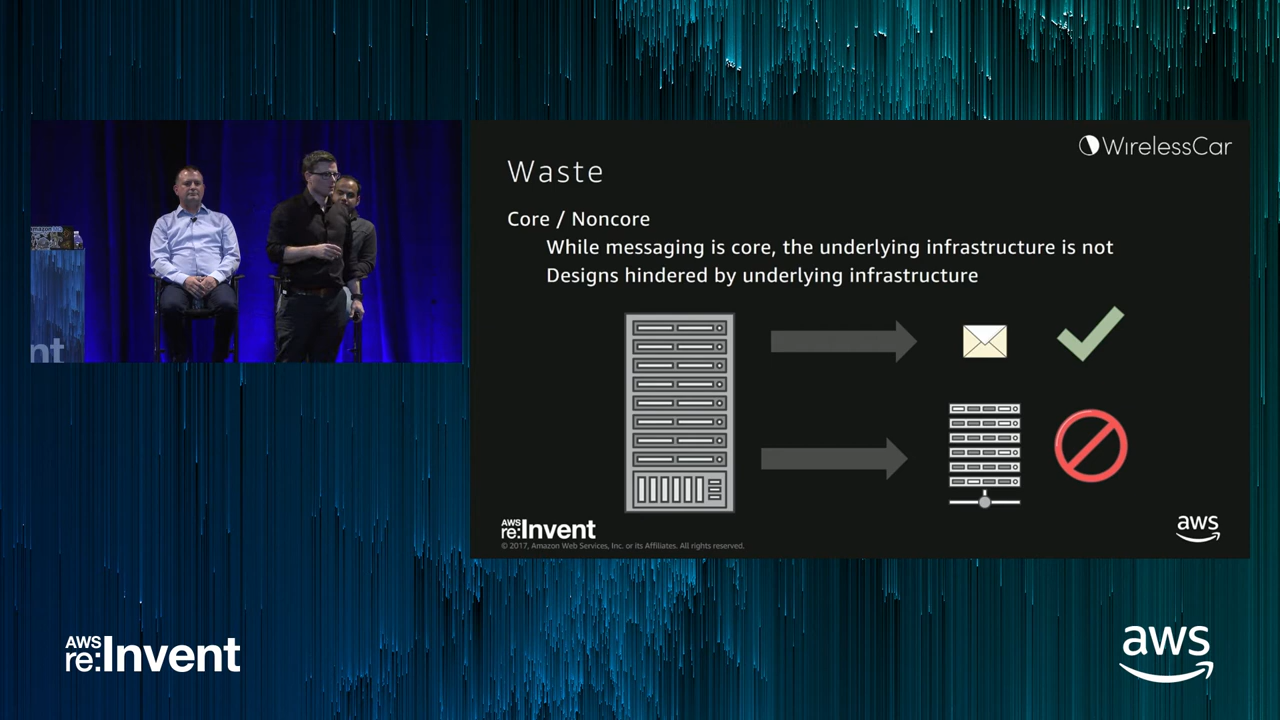 WirelessCar
Waste
Core / Noncore
While messaging is core, the underlying infrastructure is not
Designs hindered by underlying infrastructure
AWS
re:Invent
© 2017, Amazon Web Services, Inc. or its Affiliates. All rights reserved.
aws
nt
AWS
re:Invent
aws